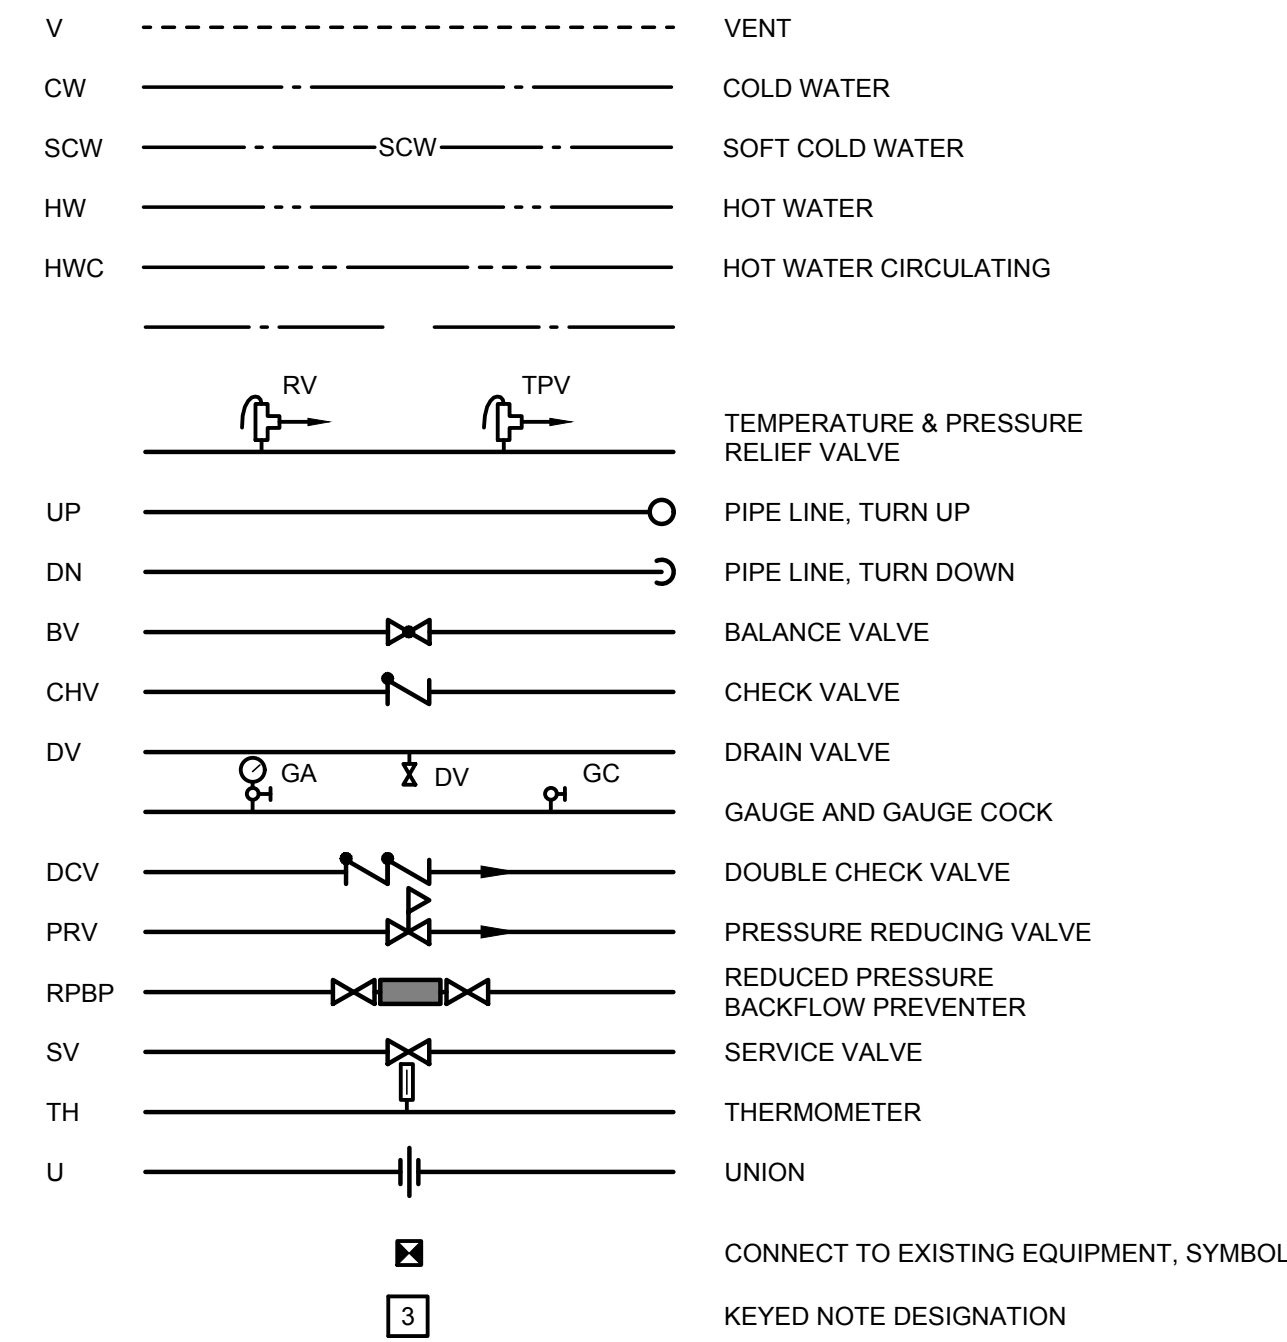 V VENT
CW COLD WATER
SCW SCW SOFT COLD WATER
HW HOT WATER
HWC HOT WATER CIRCULATING
RV TPV
TEMPERATURE & PRESSURE
RELIEF VALVE
UP PIPE LINE, TURN UP
DN PIPE LINE, TURN DOWN
BV BALANCE VALVE
CHV CHECK VALVE
DV DRAIN VALVE
GA DV GC
GAUGE AND GAUGE COCK
DCV DOUBLE CHECK VALVE
PRV PRESSURE REDUCING VALVE
RPBP REDUCED PRESSURE
BACKFLOW PREVENTER
SV SERVICE VALVE
TH THERMOMETER
U UNION
CONNECT TO EXISTING EQUIPMENT, SYMBOL
3 KEYED NOTE DESIGNATION